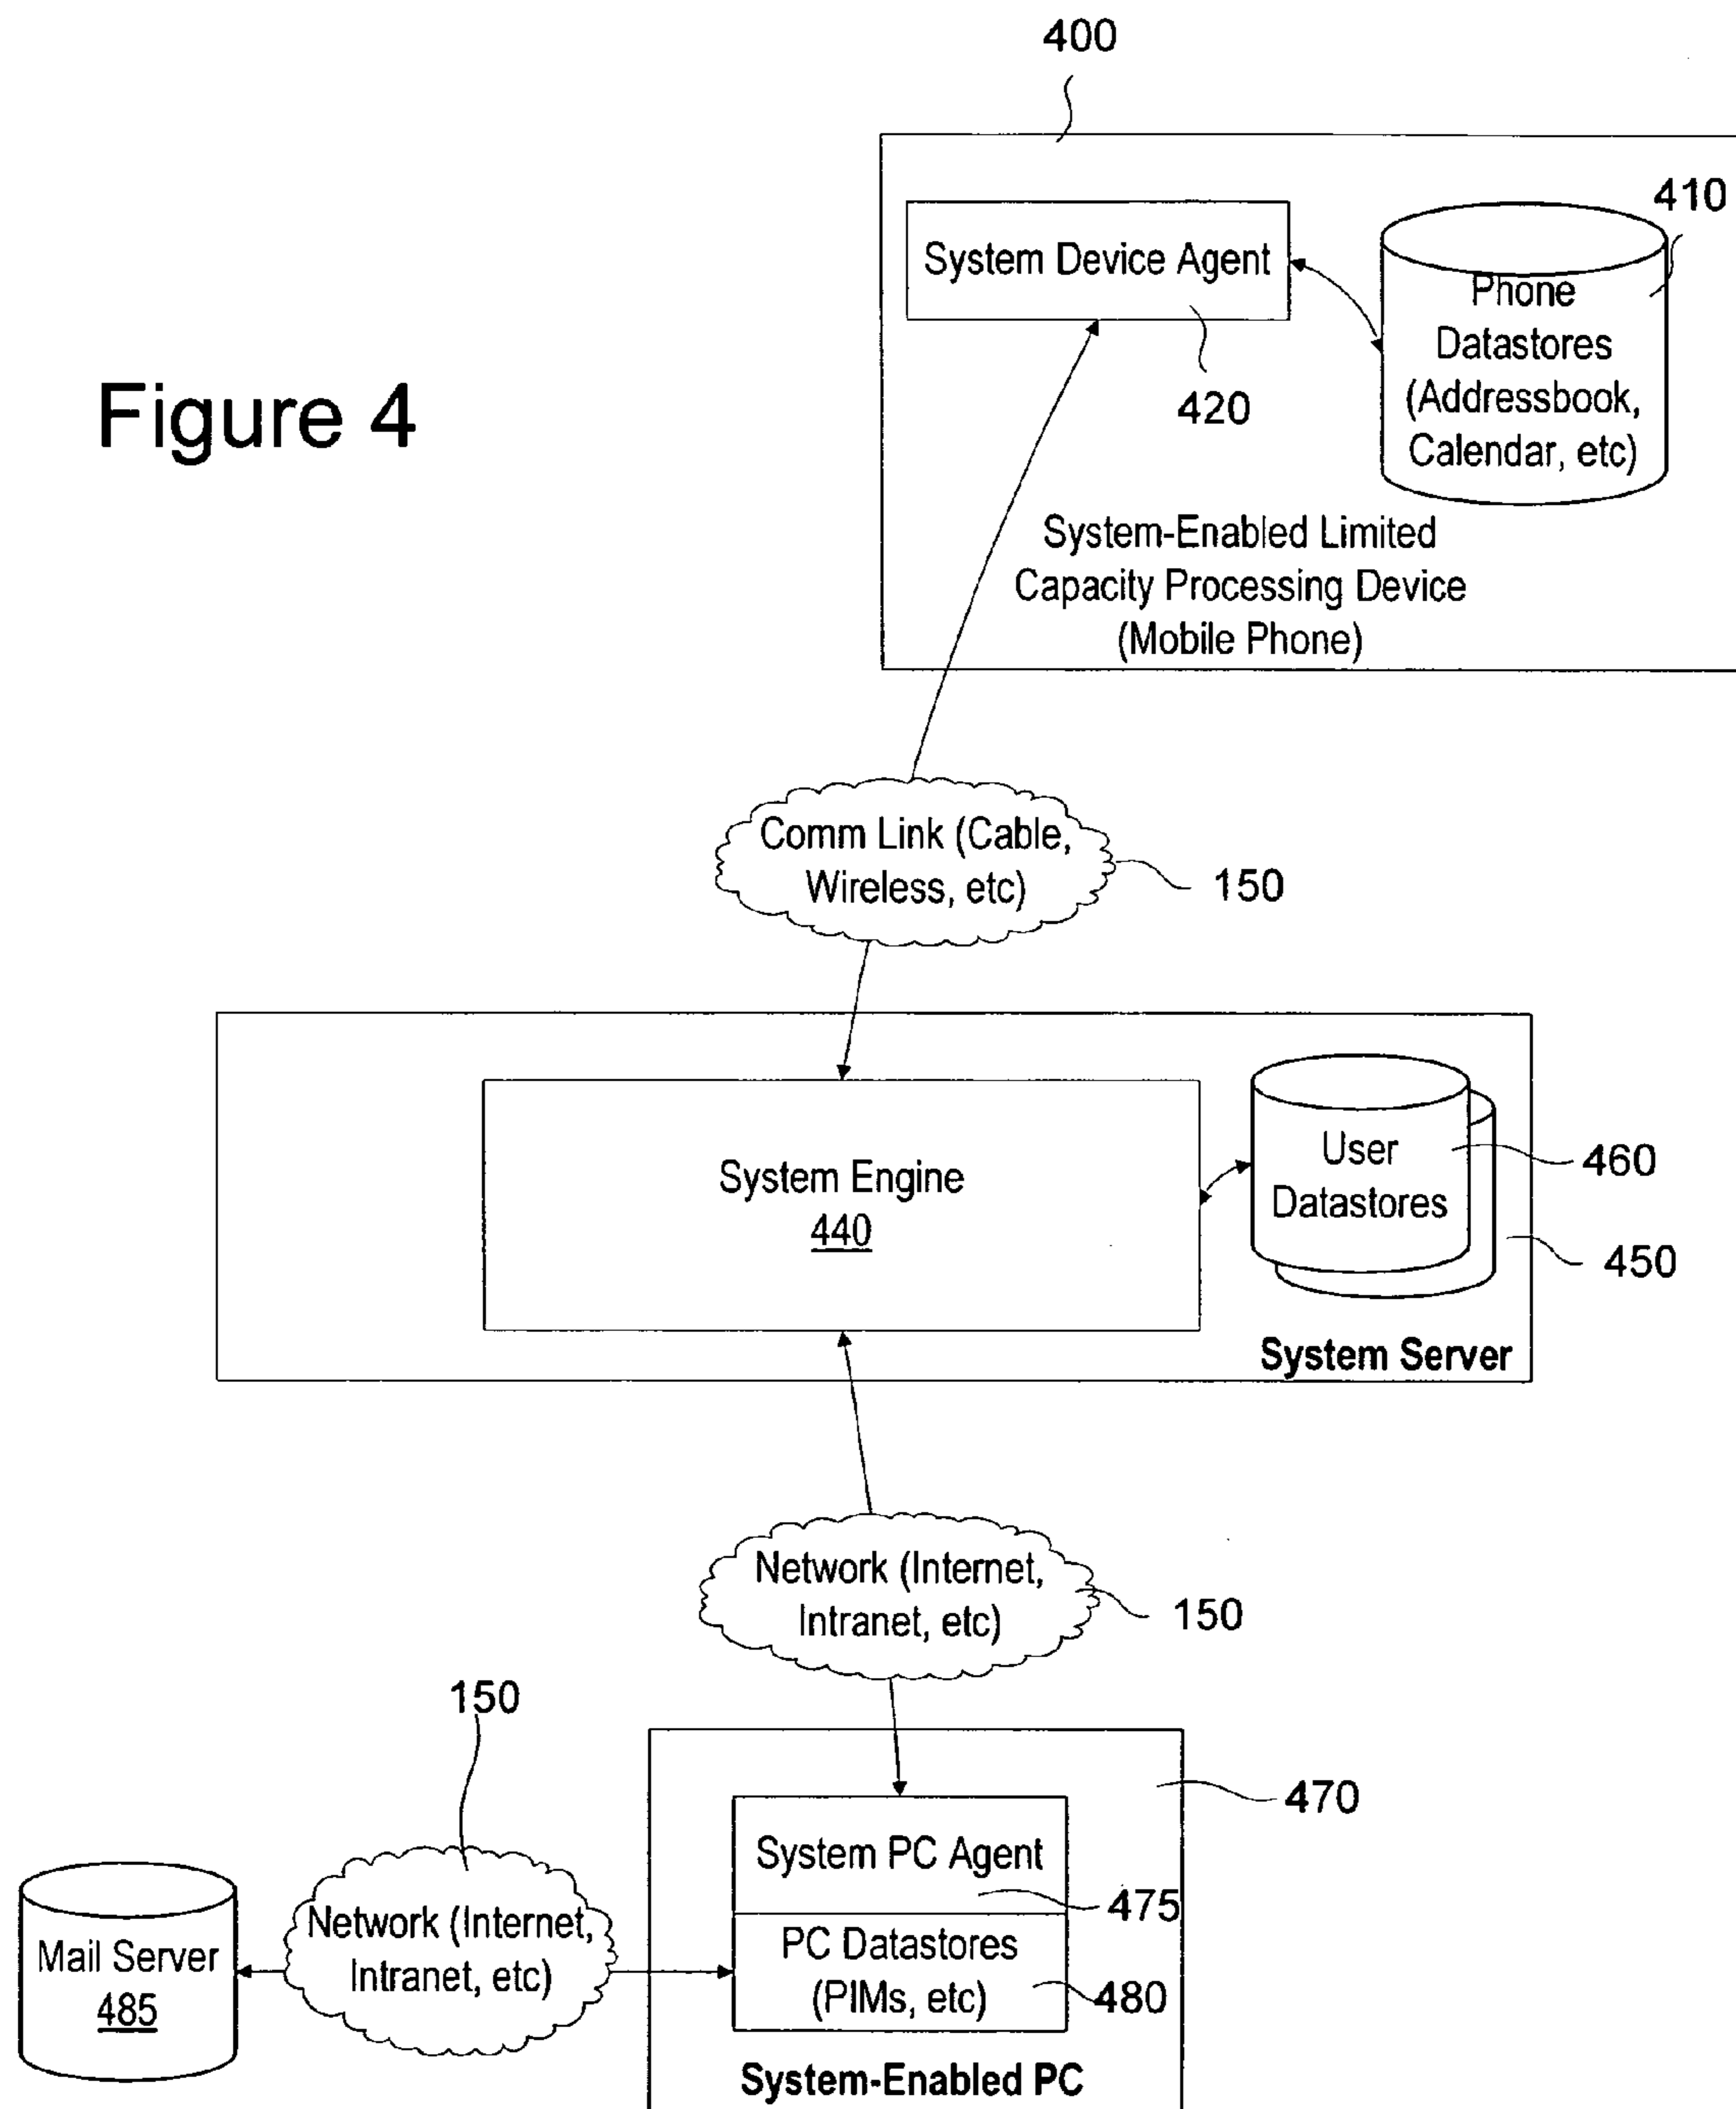 400
410
System Device Agent
Phone
Datastores
(Addressbook,
Calendar, etc)
420
Figure 4
System-Enabled Limited
Capacity Processing Device
(Mobile Phone)
Comm Link (Cable,
Wireless, etc)
150
System Engine
440
User
Datastores
460
450
System Server
Network (Internet,
Intranet, etc)
150
150
470
System PC Agent
475
Network (Internet,
Intranet, etc)
Mail Server
485
PC Datastores
(PIMs, etc)
480
System-Enabled PC